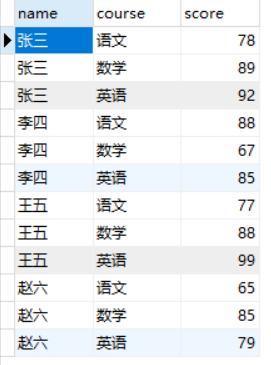 name course score
张三 语文 78
张三 数学 89
张三 英语 92
李四 语文 88
李四 数学 67
李四 英语 85
王五 语文 77
王五 数学 88
王五 英语 99
赵六 语文 65
赵六 数学 85
赵六 英语 79